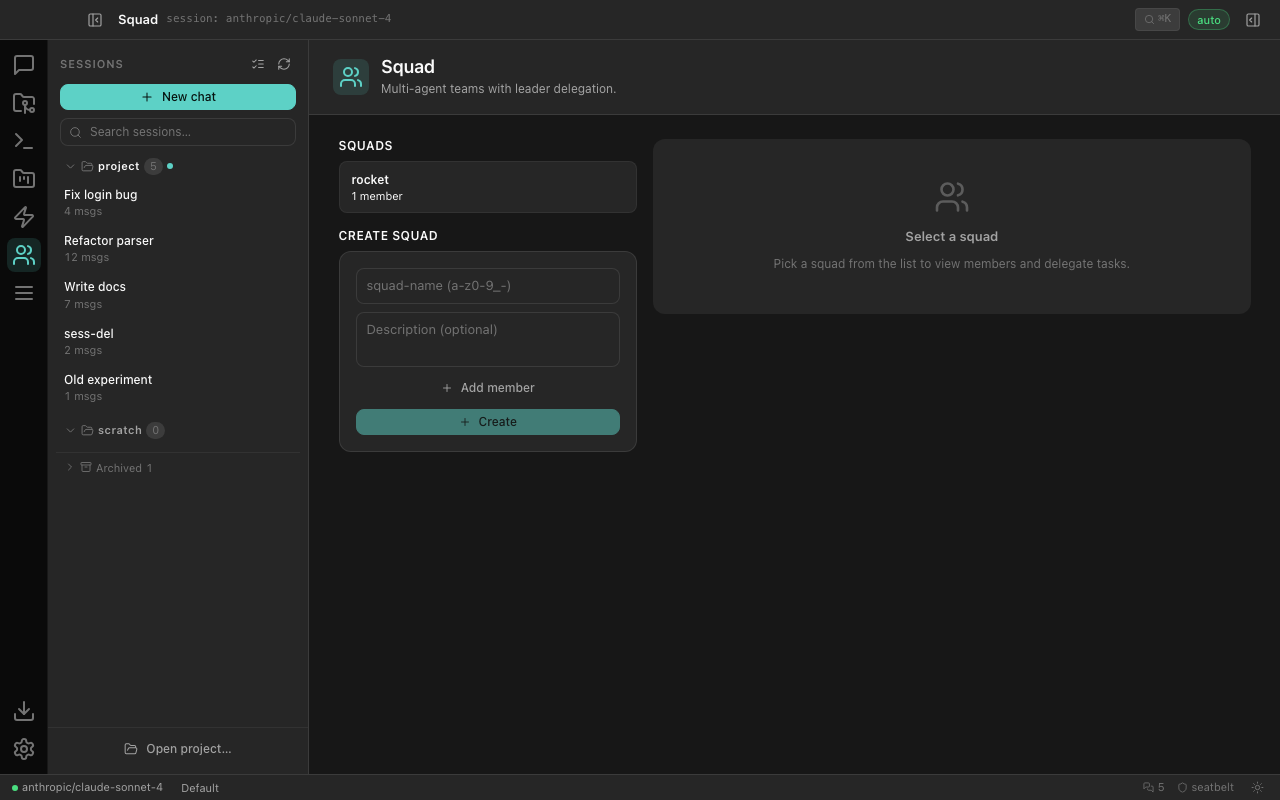 Squad session: anthropic/claude-sonnet-4
⌘K
auto
SESSIONS
New chat
Search sessions...
project 5
Fix login bug
4 msgs
Refactor parser
12 msgs
Write docs
7 msgs
sess-del
2 msgs
Old experiment
1 msgs
scratch 0
Archived 1
Open project...
Squad
Multi-agent teams with leader delegation.
SQUADS
rocket
1 member
CREATE SQUAD
squad-name (a-z0-9_-)
Description (optional)
Add member
Create
Select a squad
Pick a squad from the list to view members and delegate tasks.
anthropic/claude-sonnet-4 Default
5 seatbelt